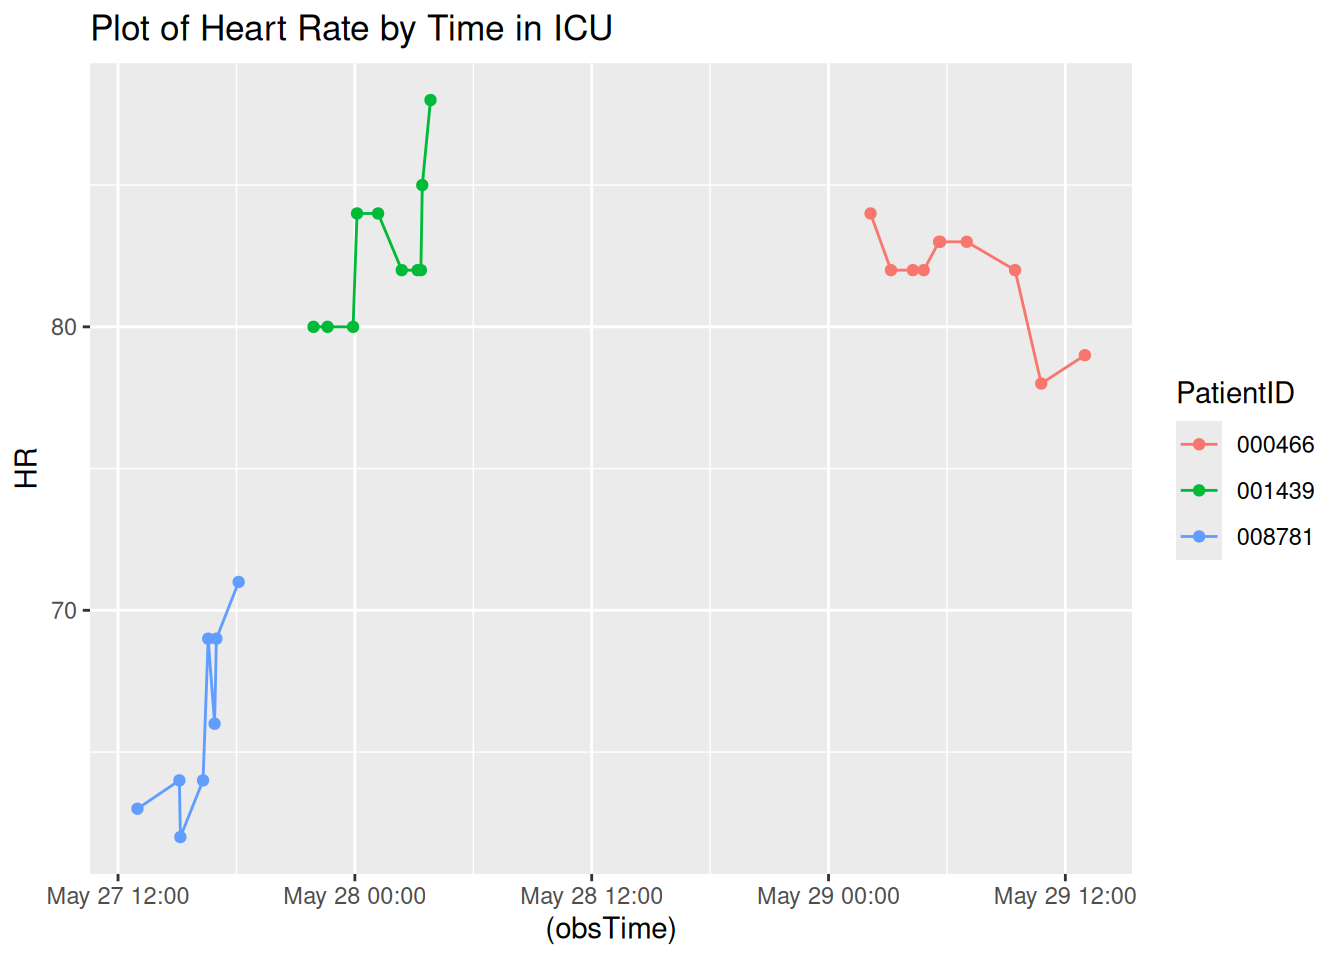 Plot of Heart Rate by Time in ICU
HR
80
70
May 27 12:00
May 28 00:00
May 28 12:00
May 29 00:00
May 29 12:00
(obsTime)
PatientID
000466
001439
008781